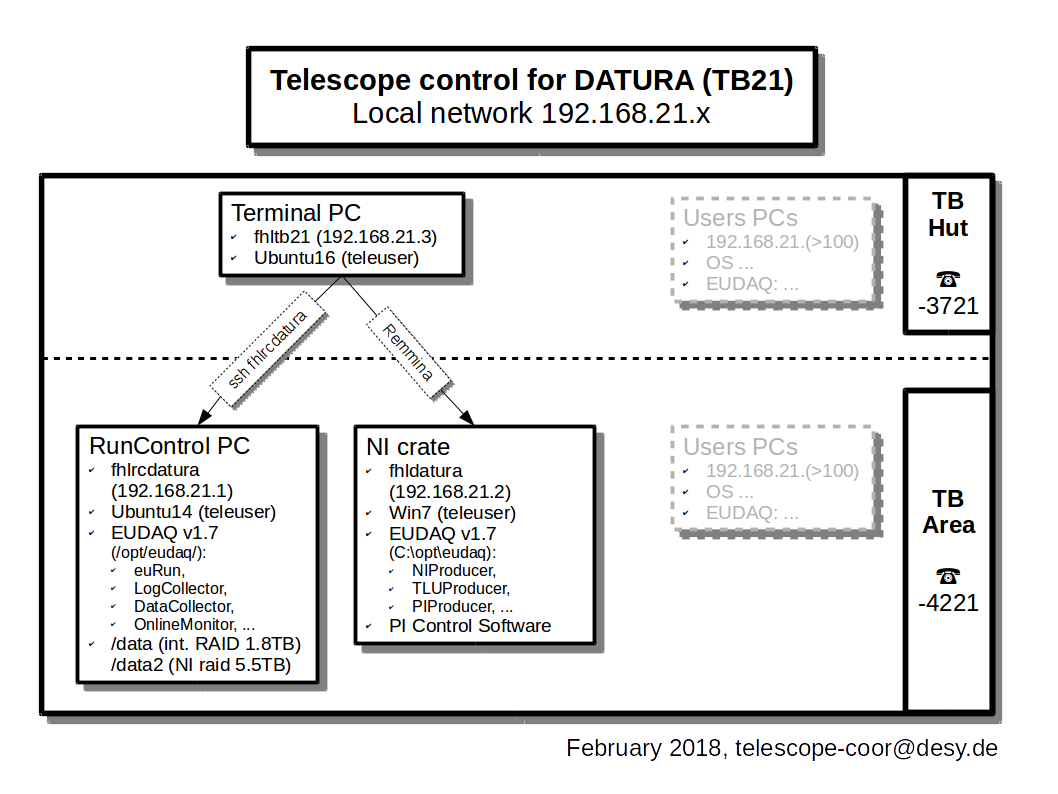 Telescope control for DATURA (TB21)
Local network 192.168.21.x
Terminal PC
✔ fhltb21 (192.168.21.3)
✔ Ubuntu16 (teleuser)
Users PCs
✔ 192.168.21.(>100)
✔ OS ...
✔ EUDAQ: ...
TB
Hut
☎
-3721
ssh fhlrcdatura
Remmina
RunControl PC
✔ fhlrcdatura
(192.168.21.1)
✔ Ubuntu14 (teleuser)
✔ EUDAQ v1.7
(/opt/eudaq/):
✔ euRun,
✔ LogCollector,
✔ DataCollector,
✔ OnlineMonitor, ...
✔ /data (int. RAID 1.8TB)
/data2 (NI raid 5.5TB)
NI crate
✔ fhldatura
(192.168.21.2)
✔ Win7 (teleuser)
✔ EUDAQ v1.7
(C:\opt\eudaq):
✔ NIProducer,
✔ TLUProducer,
✔ PIProducer, ...
✔ PI Control Software
Users PCs
✔ 192.168.21.(>100)
✔ OS ...
✔ EUDAQ: ...
TB
Area
☎
-4221
February 2018, telescope-coor@desy.de